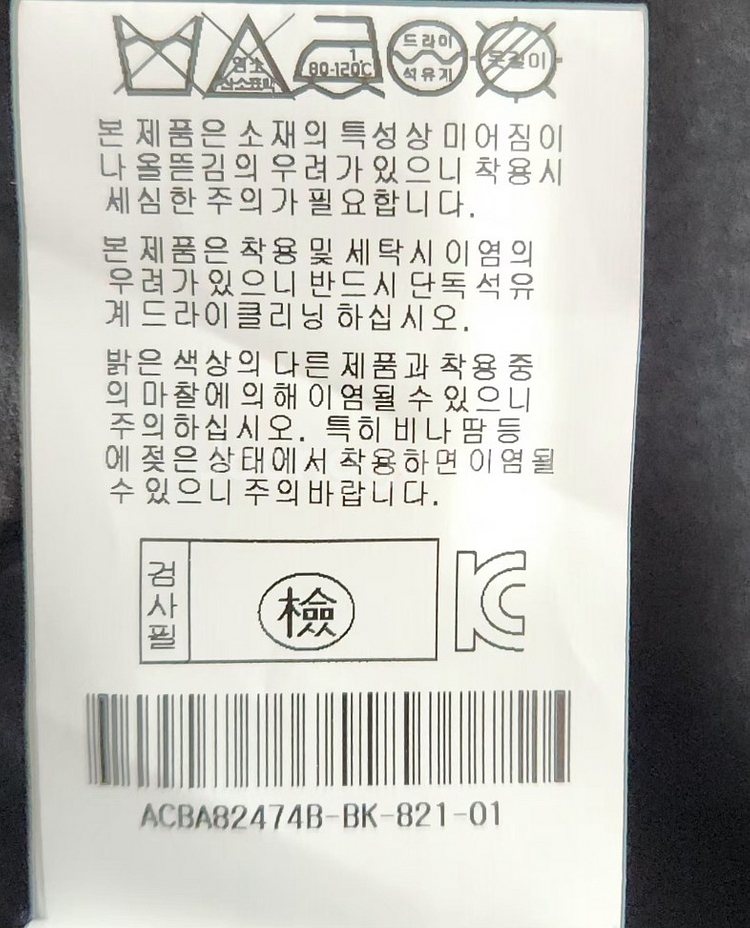 염소
산소표백
1
80-120℃
드라이
석유계
옷걸이
본 제품은 소재의 특성상 미어짐이
나 올뜯김의 우려가 있으니 착용시
세심한 주의가 필요합니다.
본 제품은 착용 및 세탁시 이염의
우려가 있으니 반드시 단독 석유
계 드라이클리닝 하십시오.
밝은 색상의 다른 제품과 착용 중
의 마찰에 의해 이염될 수 있으니
주의하십시오. 특히 비나 땀 등
에 젖은 상태에서 착용하면 이염될
수 있으니 주의바랍니다.
검사필
檢
KC
ACBA82474B-BK-821-01